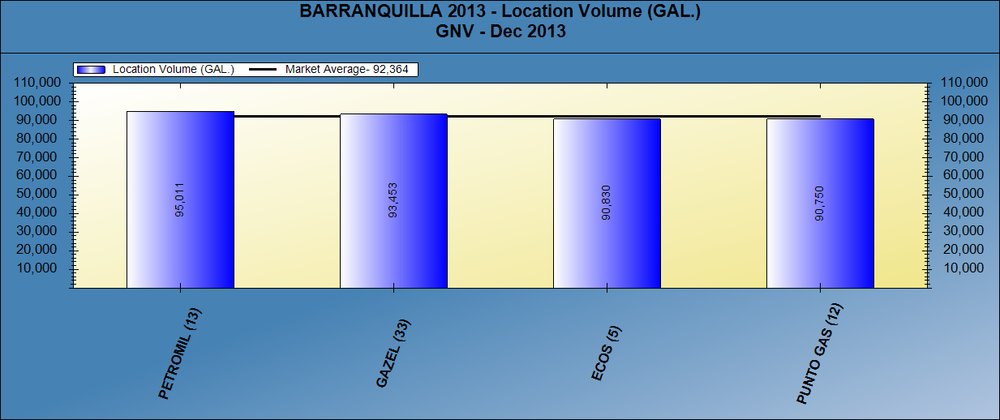 BARRANQUILLA 2013 - Location Volume (GAL.)
GNV - Dec 2013
Location Volume (GAL.) Market Average- 92,364
110,000 110,000
100,000 100,000
90,000 90,000
80,000 80,000
70,000 70,000
60,000 60,000
50,000 50,000
40,000 40,000
30,000 30,000
20,000 20,000
10,000 10,000
95,011
93,453
90,830
90,750
PETROMIL (13)
GAZEL (33)
ECOS (5)
PUNTO GAS (12)